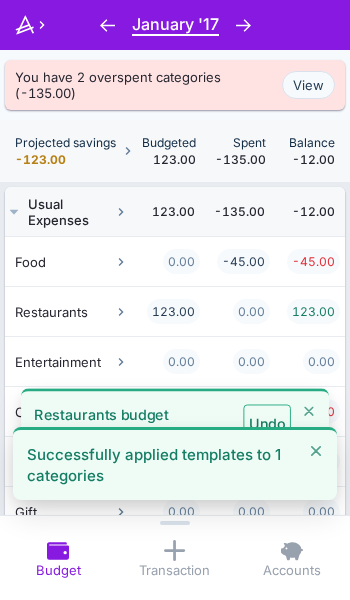 January '17
You have 2 overspent categories
(-135.00)
View
Projected savings Budgeted Spent Balance
-123.00 123.00 -135.00 -12.00
Usual
Expenses 123.00 -135.00 -12.00
Food 0.00 -45.00 -45.00
Restaurants 123.00 0.00 123.00
Entertainment 0.00 0.00 0.00
Restaurants budget
Undo
Successfully applied templates to 1
categories
Gift 0.00 0.00 0.00
Budget Transaction Accounts